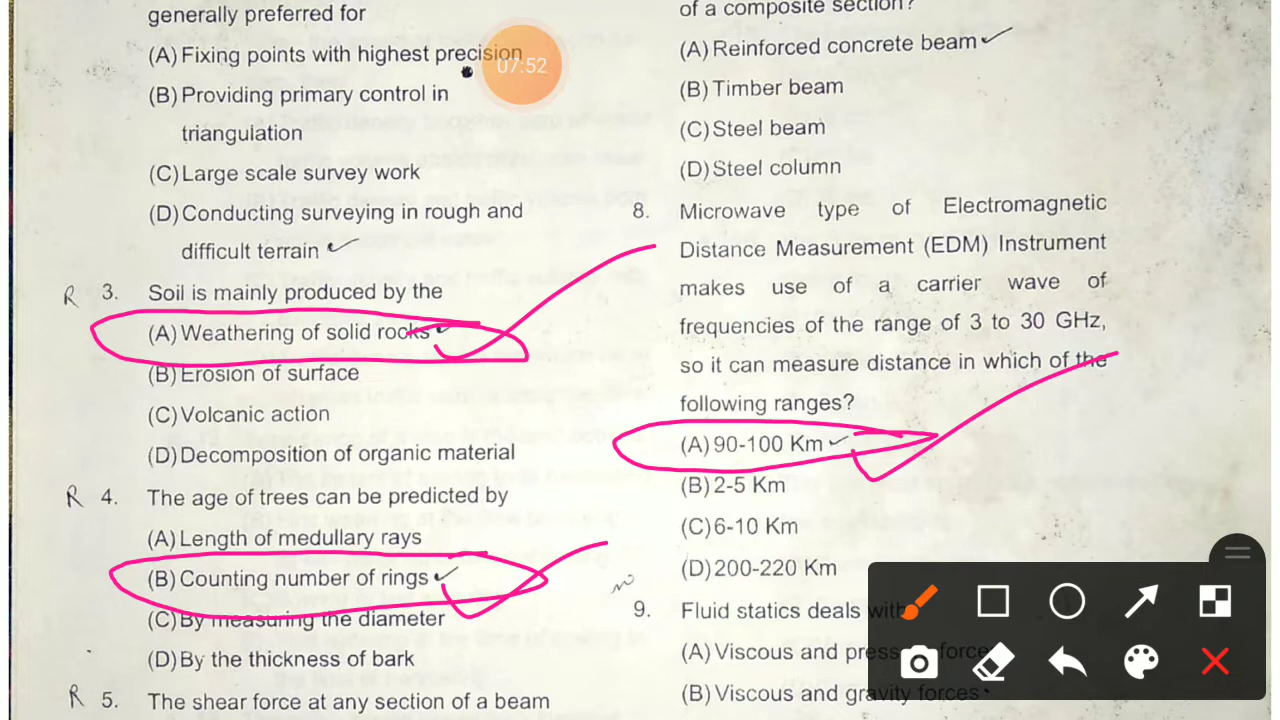 generally preferred for
(A) Fixing points with highest precision
(B) Providing primary control in
triangulation
(C) Large scale survey work
(D) Conducting surveying in rough and
difficult terrain
R 3. Soil is mainly produced by the
(A) Weathering of solid rocks
(B) Erosion of surface
(C) Volcanic action
(D) Decomposition of organic material
R 4. The age of trees can be predicted by
(A) Length of medullary rays
(B) Counting number of rings
(C) By measuring the diameter
(D) By the thickness of bark
R 5. The shear force at any section of a beam
07:52
of a composite section?
(A) Reinforced concrete beam
(B) Timber beam
(C) Steel beam
(D) Steel column
8. Microwave type of Electromagnetic
Distance Measurement (EDM) Instrument
makes use of a carrier wave of
frequencies of the range of 3 to 30 GHz,
so it can measure distance in which of the
following ranges?
(A) 90-100 Km
(B) 2-5 Km
(C) 6-10 Km
(D) 200-220 Km
9. Fluid statics deals with
(A) Viscous and pressure forces
(B) Viscous and gravity forces